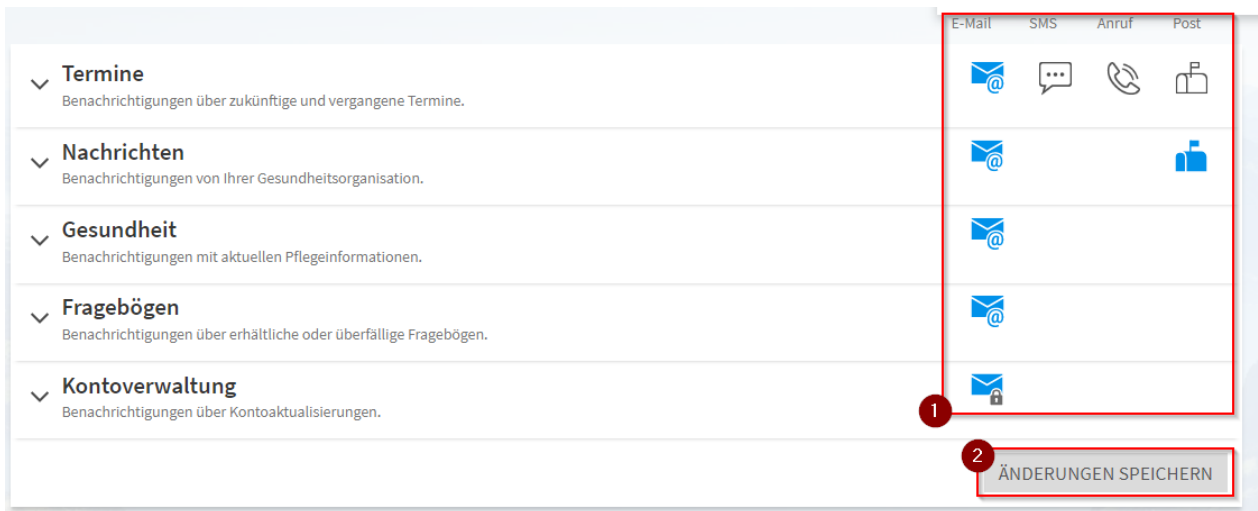 E-Mail SMS Anruf Post
Termine
Benachrichtigungen über zukünftige und vergangene Termine.
Nachrichten
Benachrichtigungen von Ihrer Gesundheitsorganisation.
Gesundheit
Benachrichtigungen mit aktuellen Pflegeinformationen.
Fragebögen
Benachrichtigungen über erhältliche oder überfällige Fragebögen.
Kontoverwaltung
Benachrichtigungen über Kontoaktualisierungen.
1
2
ÄNDERUNGEN SPEICHERN